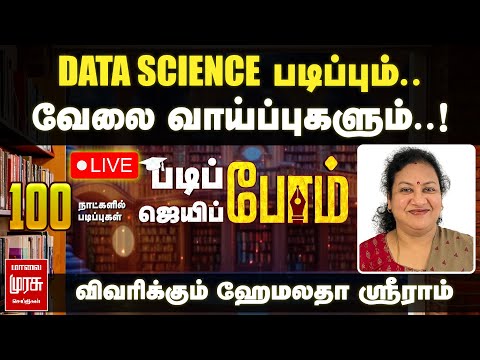 DATA SCIENCE படிப்பும்..
வேலை வாய்ப்புகளும்..!
LIVE
100
நாட்களில்
படிப்புகள்
படிப்
ஜெயிப்
போம்
மாலை
முரசு
செய்திகள்
விவரிக்கும் ஹேமலதா ஸ்ரீராம்